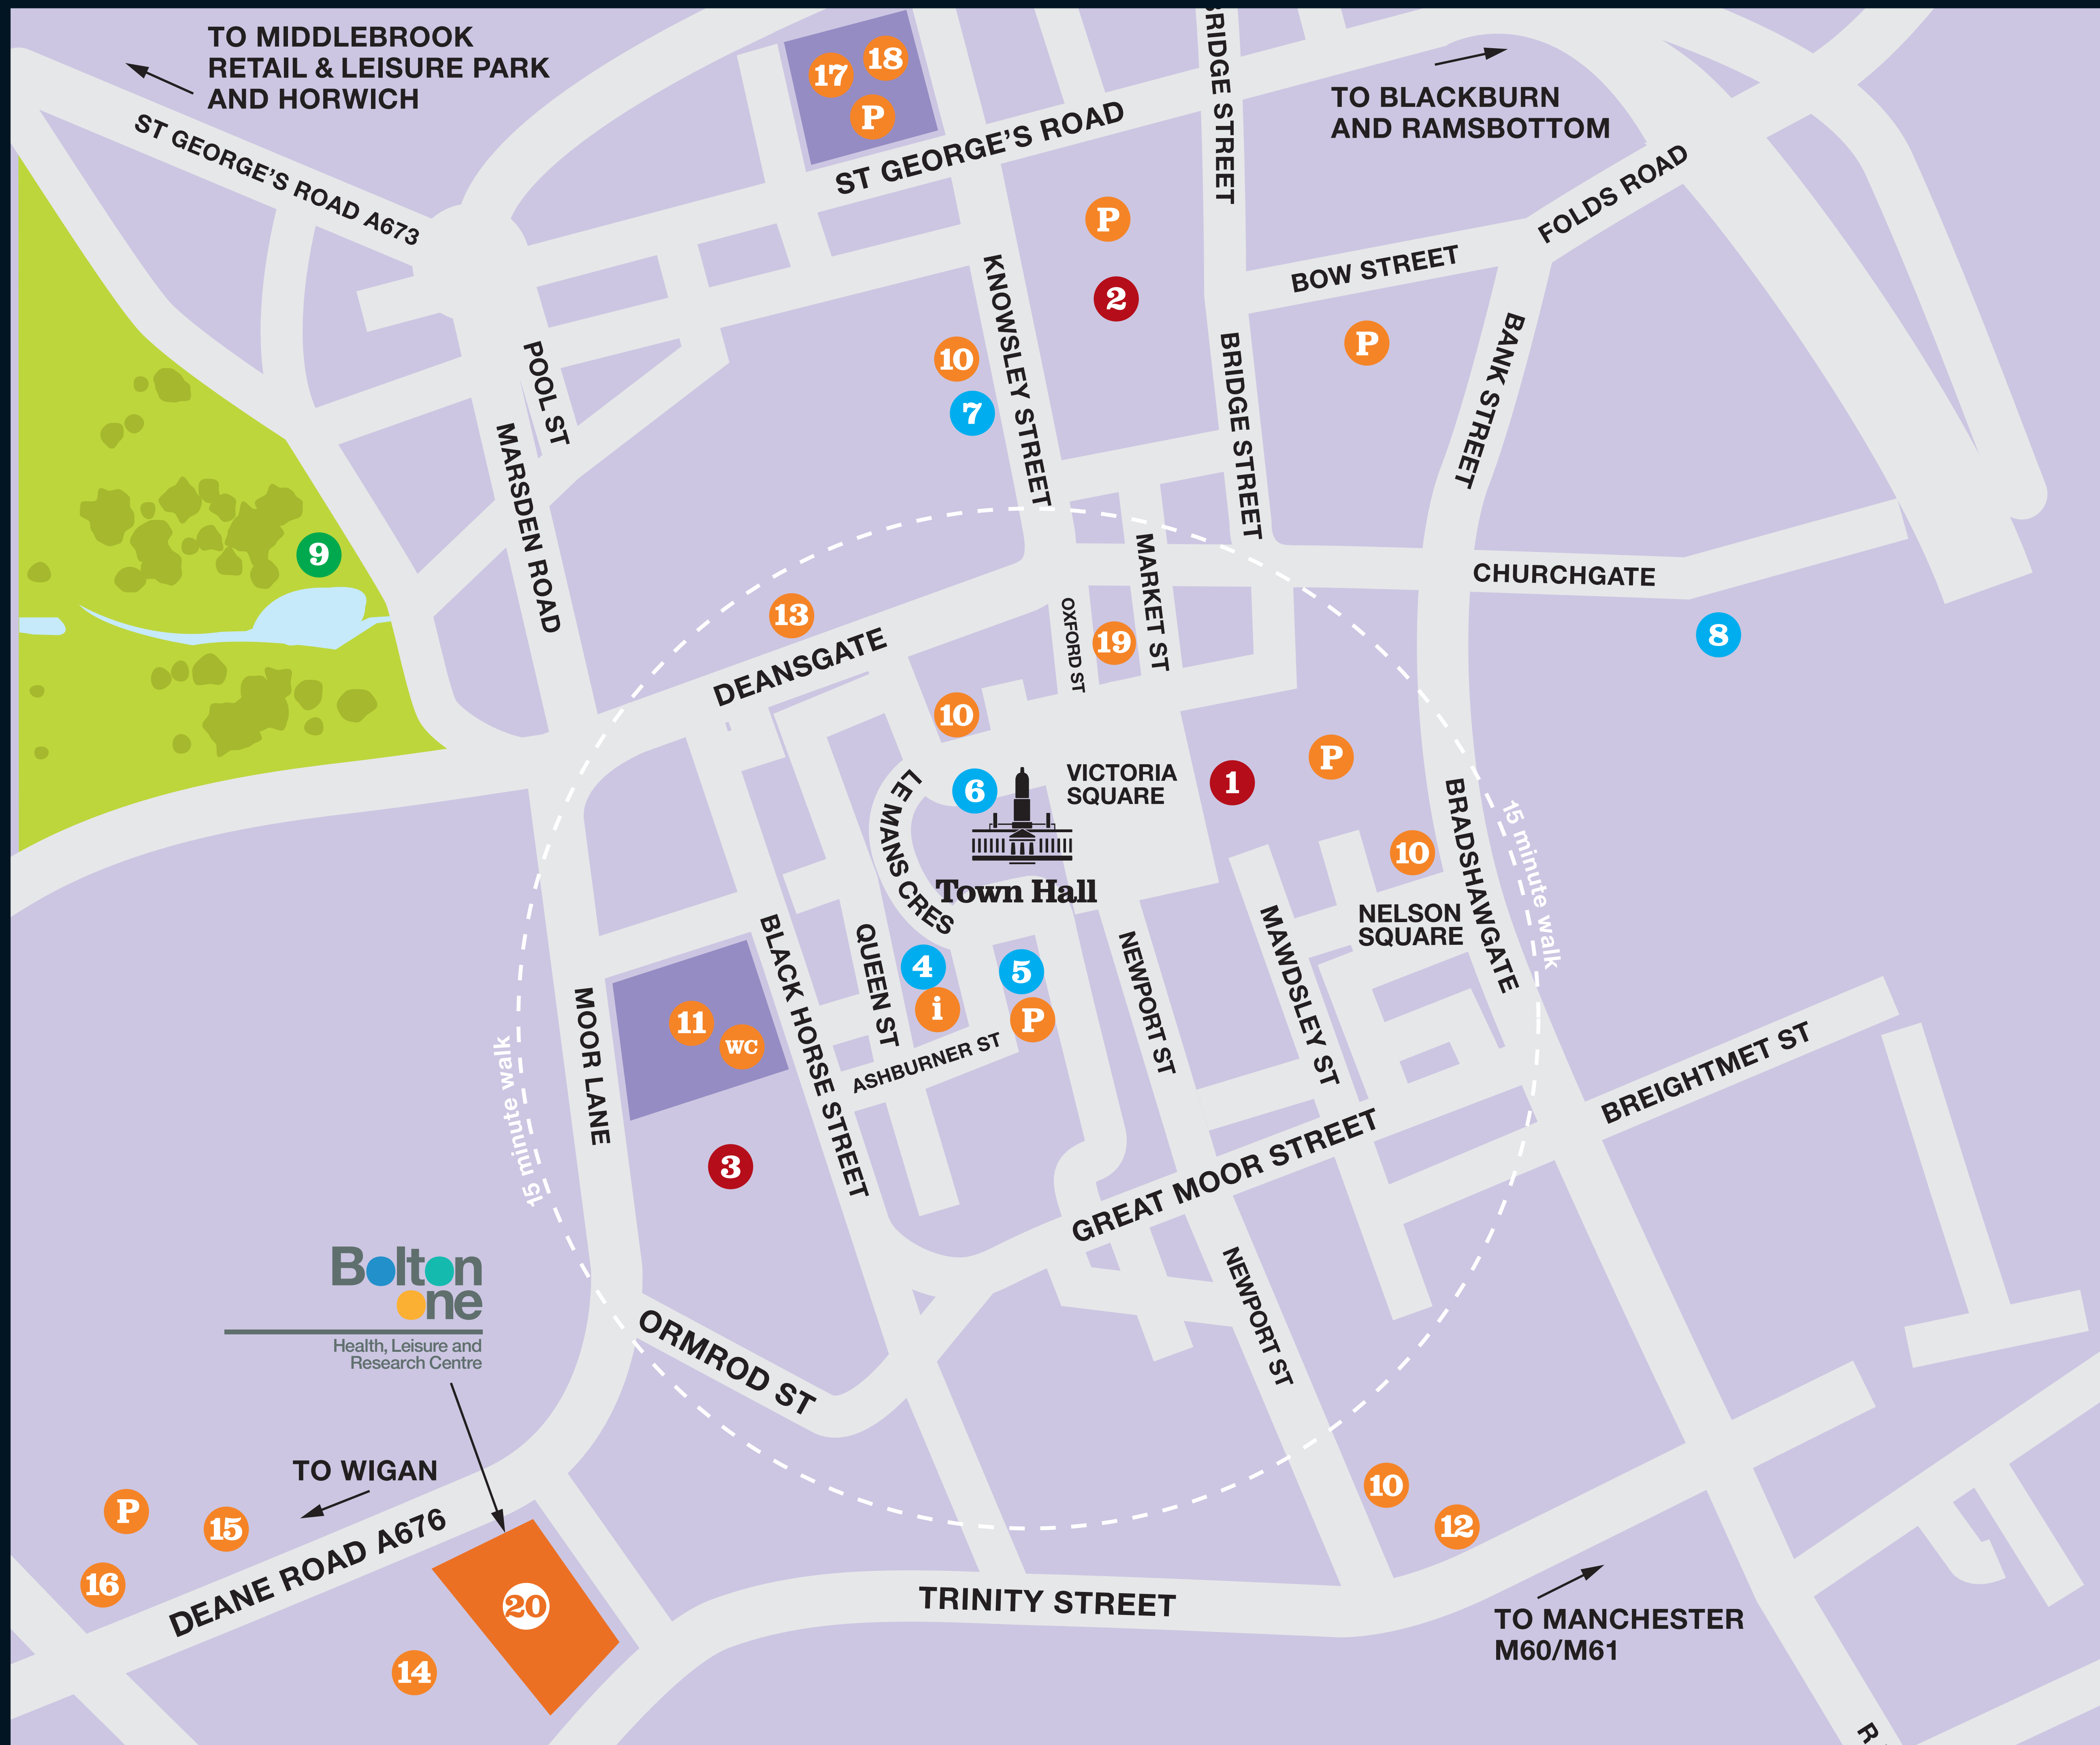 TO MIDDLEBROOK
RETAIL & LEISURE PARK
AND HORWICH
17
18
P
BRIDGE STREET
TO BLACKBURN
AND RAMSBOTTOM
ST GEORGE'S ROAD A673
ST GEORGE'S ROAD
P
2
BOW STREET
FOLDS ROAD
P
POOL ST
KNOWSLEY STREET
10
7
BRIDGE STREET
BANK STREET
MARSDEN ROAD
9
13
DEANSGATE
OXFORD ST
19
MARKET ST
CHURCHGATE
8
10
6
LE MANS CRES
VICTORIA
SQUARE
Town Hall
1
P
10
BRADSHAWGATE
15 minute walk
NELSON
SQUARE
MOOR LANE
11
WC
BLACK HORSE STREET
QUEEN ST
4
i
5
P
ASHBURNER ST
NEWPORT ST
MAWDSLEY ST
15 minute walk
3
GREAT MOOR STREET
BREIGHTMET ST
Bolton
one
Health, Leisure and
Research Centre
ORMROD ST
NEWPORT ST
TO WIGAN
P
15
16
DEANE ROAD A676
20
14
10
12
TRINITY STREET
TO MANCHESTER
M60/M61
R